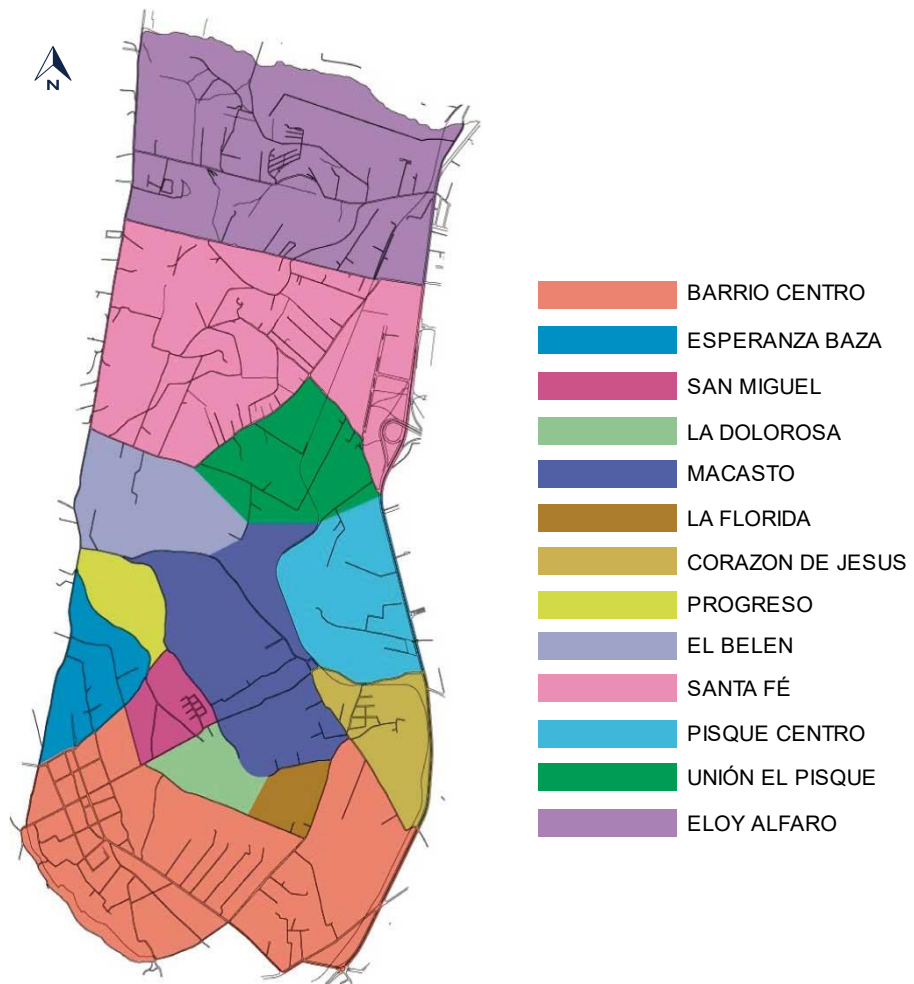 N
BARRIO CENTRO
ESPERANZA BAZA
SAN MIGUEL
LA DOLOROSA
MACASTO
LA FLORIDA
CORAZON DE JESUS
PROGRESO
EL BELEN
SANTA FÉ
PISQUE CENTRO
UNIÓN EL PISQUE
ELOY ALFARO